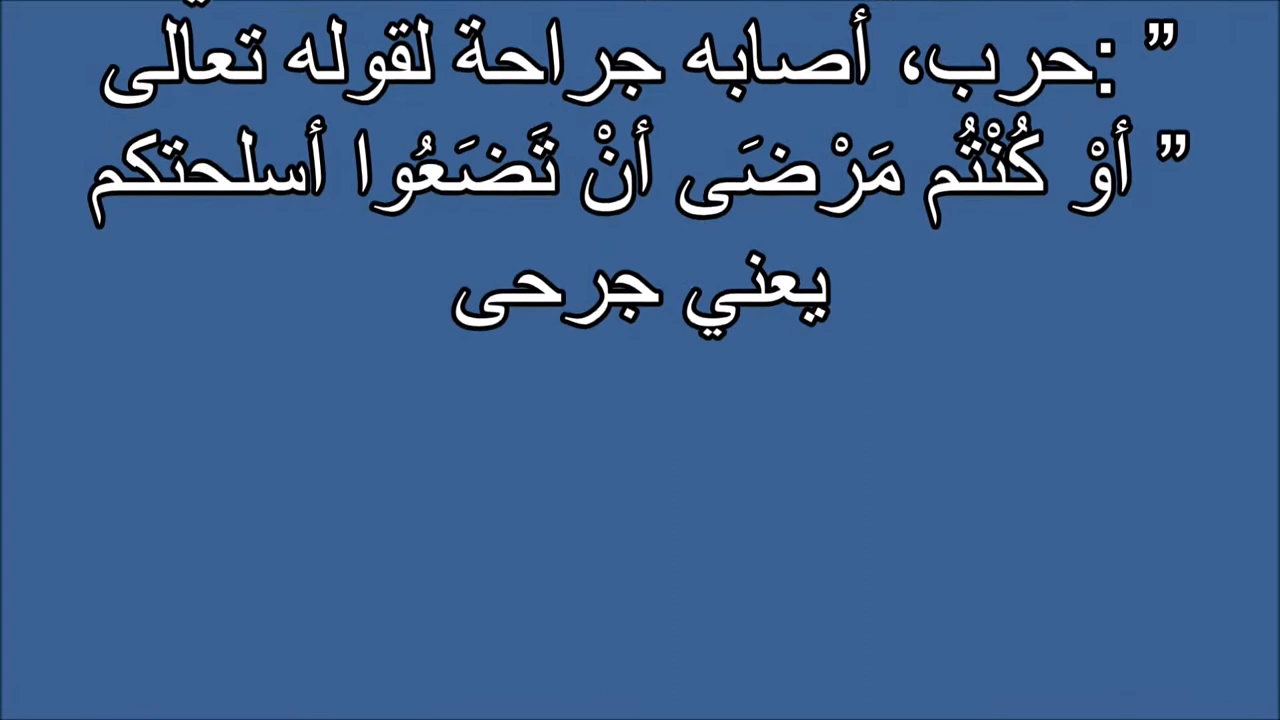 ” :حرب، أصابه جراحة لقوله تعالى
” أوْ كُنْتُم مَرْضَى أنْ تَضَعُوا أسلحتكم
يعني جرحى